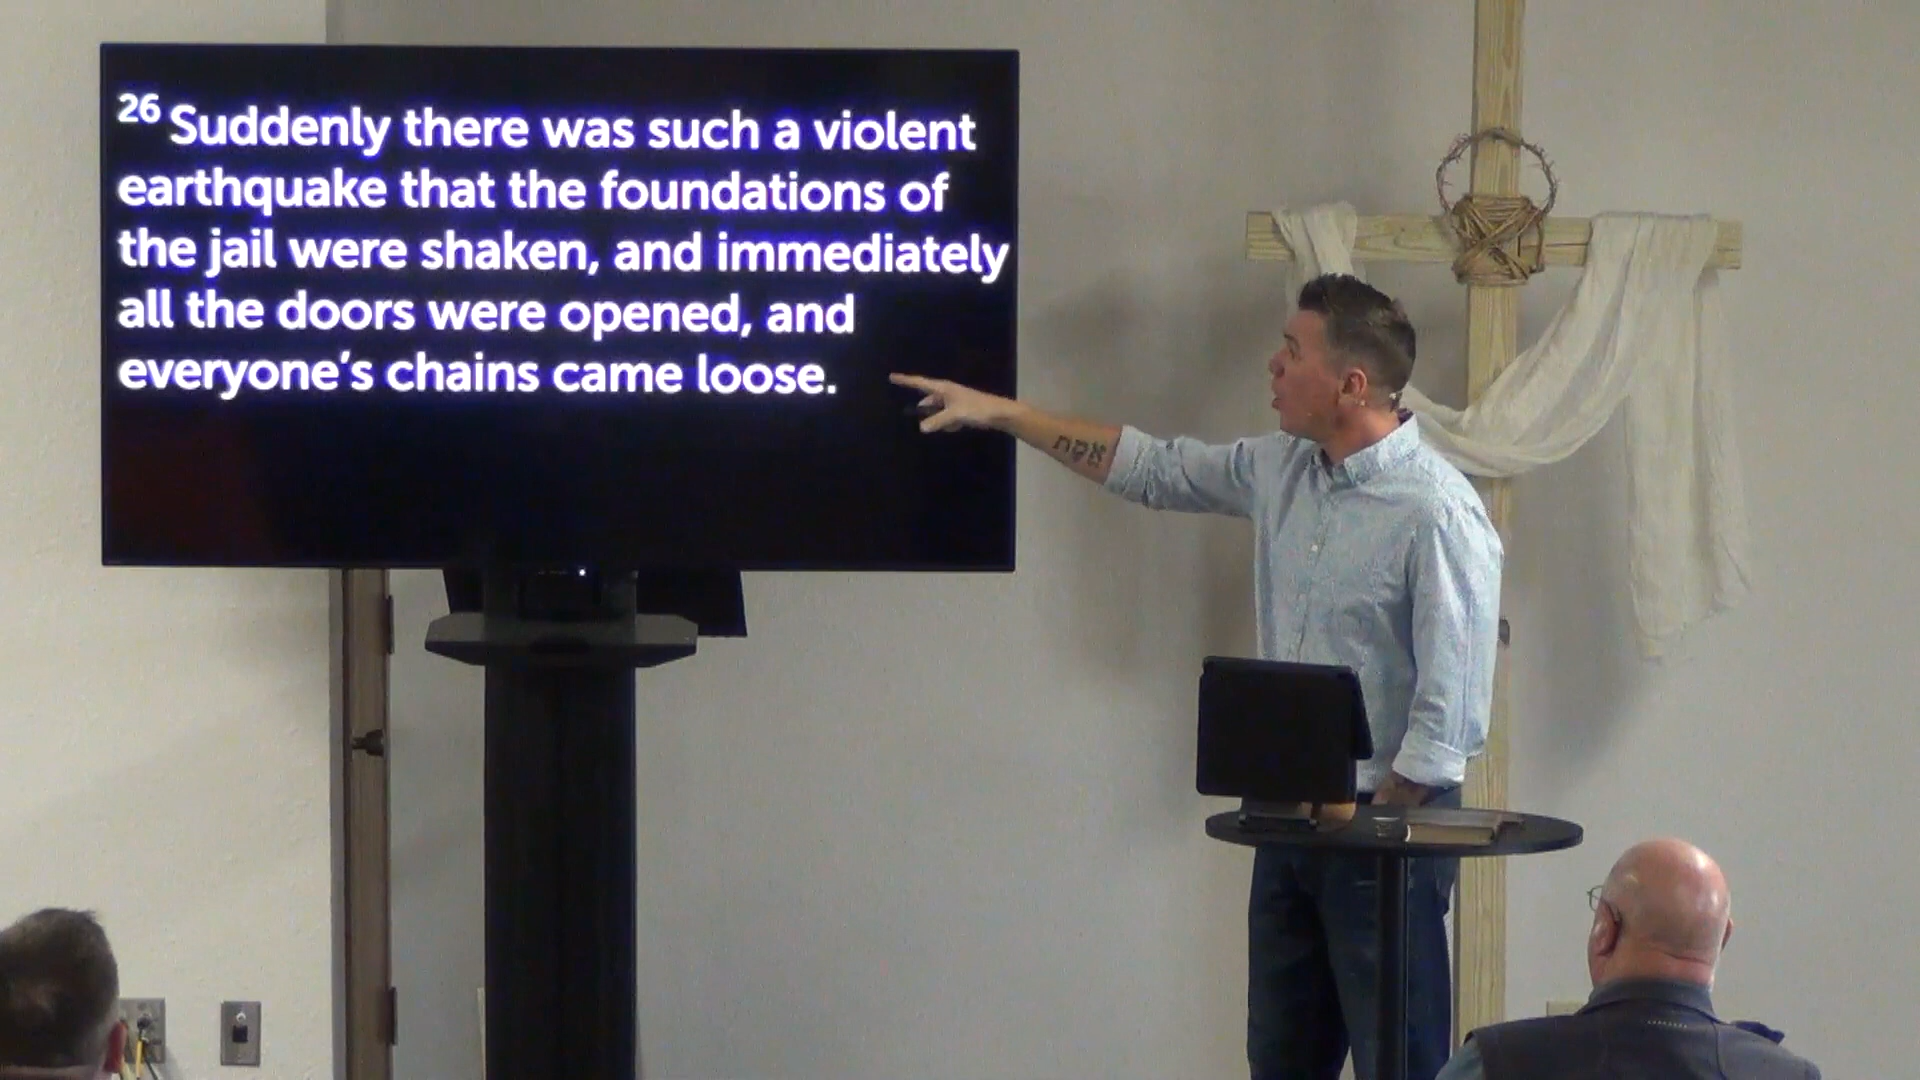 26 Suddenly there was such a violent
earthquake that the foundations of
the jail were shaken, and immediately
all the doors were opened, and
everyone’s chains came loose.